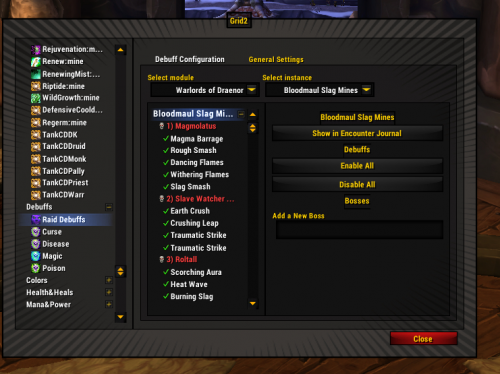 Grid2
Rejuvenation:m...
Renew:mine
RenewingMist:...
Riptide:mine
WildGrowth:mine
DefensiveCoold...
Regerm:mine
TankCDDK
TankCDDruid
TankCDMonk
TankCDPally
TankCDPriest
TankCDWarr
Debuffs
Raid Debuffs
Curse
Disease
Magic
Poison
Colors
Health&Heals
Mana&Power
Debuff Configuration General Settings
Select module Select instance
Warlords of Draenor Bloodmaul Slag Mines
Bloodmaul Slag Mi...
1) Magmolatus
Magma Barrage
Rough Smash
Dancing Flames
Withering Flames
Slag Smash
2) Slave Watcher ...
Earth Crush
Crushing Leap
Traumatic Strike
Traumatic Strike
3) Roltall
Scorching Aura
Heat Wave
Burning Slag
Bloodmaul Slag Mines
Show in Encounter Journal
Debuffs
Enable All
Disable All
Bosses
Add a New Boss
Close